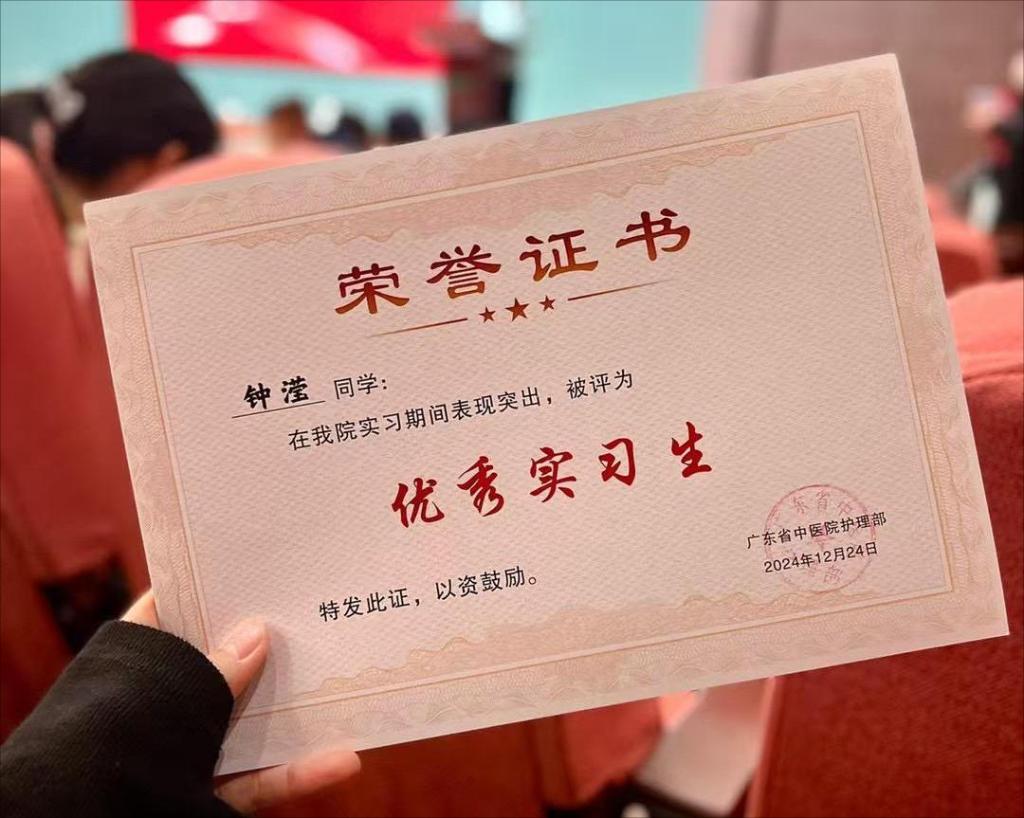 荣誉证书
钟滢 同学:
在我院实习期间表现突出，被评为
优秀实习生
广东省中医院护理部
2024年12月24日
特发此证，以资鼓励。